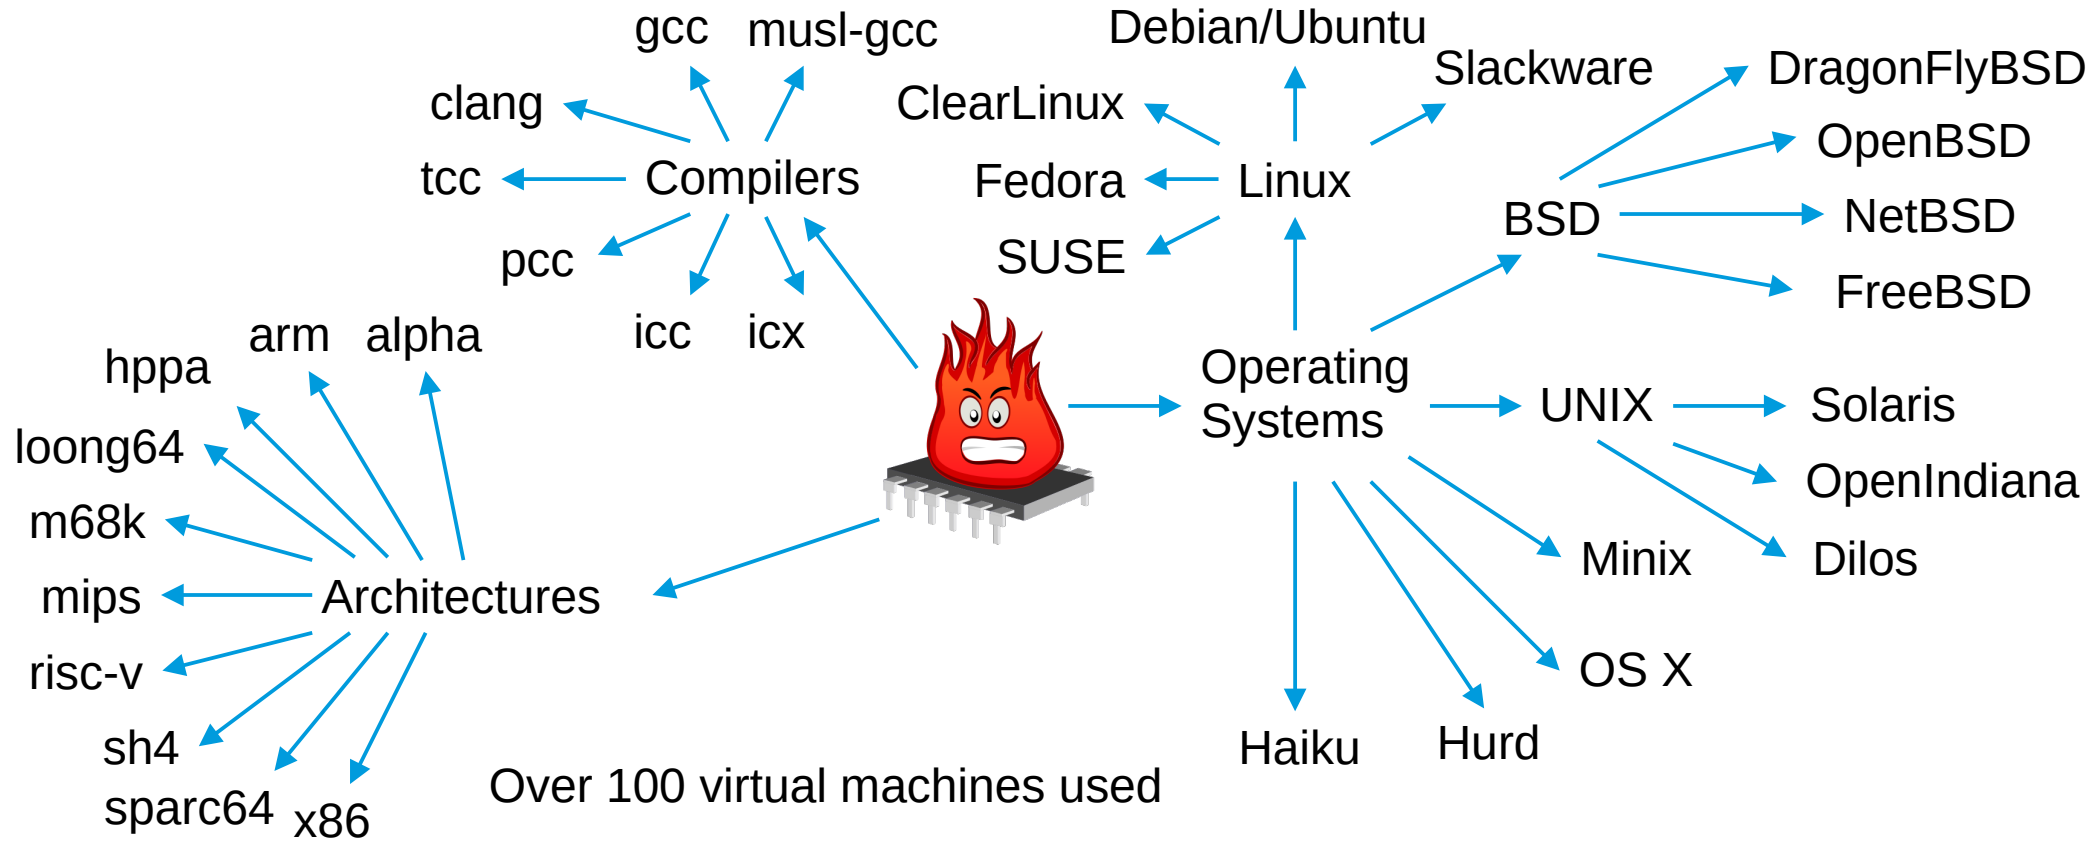 gcc
musl-gcc
clang
tcc
Compilers
pcc
icc
icx
Debian/Ubuntu
Slackware
ClearLinux
Fedora
Linux
SUSE
DragonFlyBSD
OpenBSD
BSD
NetBSD
FreeBSD
Operating
Systems
UNIX
Solaris
OpenIndiana
Dilos
Minix
OS X
Hurd
Haiku
alpha
arm
hppa
loong64
m68k
mips
Architectures
risc-v
sh4
sparc64
x86
Over 100 virtual machines used